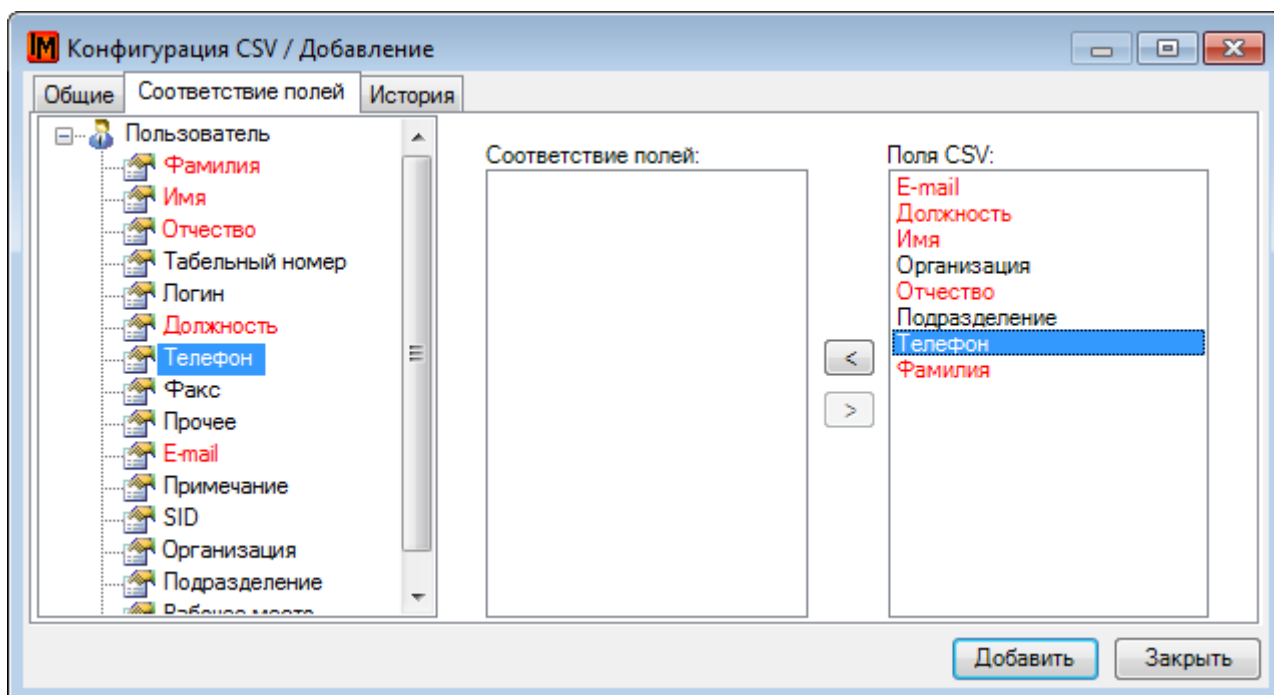 IM Конфигурация CSV / Добавление
Общие Соответствие полей История
Пользователь
Фамилия
Имя
Отчество
Табельный номер
Логин
Должность
Телефон
Факс
Прочее
E-mail
Примечание
SID
Организация
Подразделение
Рабочее место
Соответствие полей:
<
>
Поля CSV:
E-mail
Должность
Имя
Организация
Отчество
Подразделение
Телефон
Фамилия
Добавить Закрыть